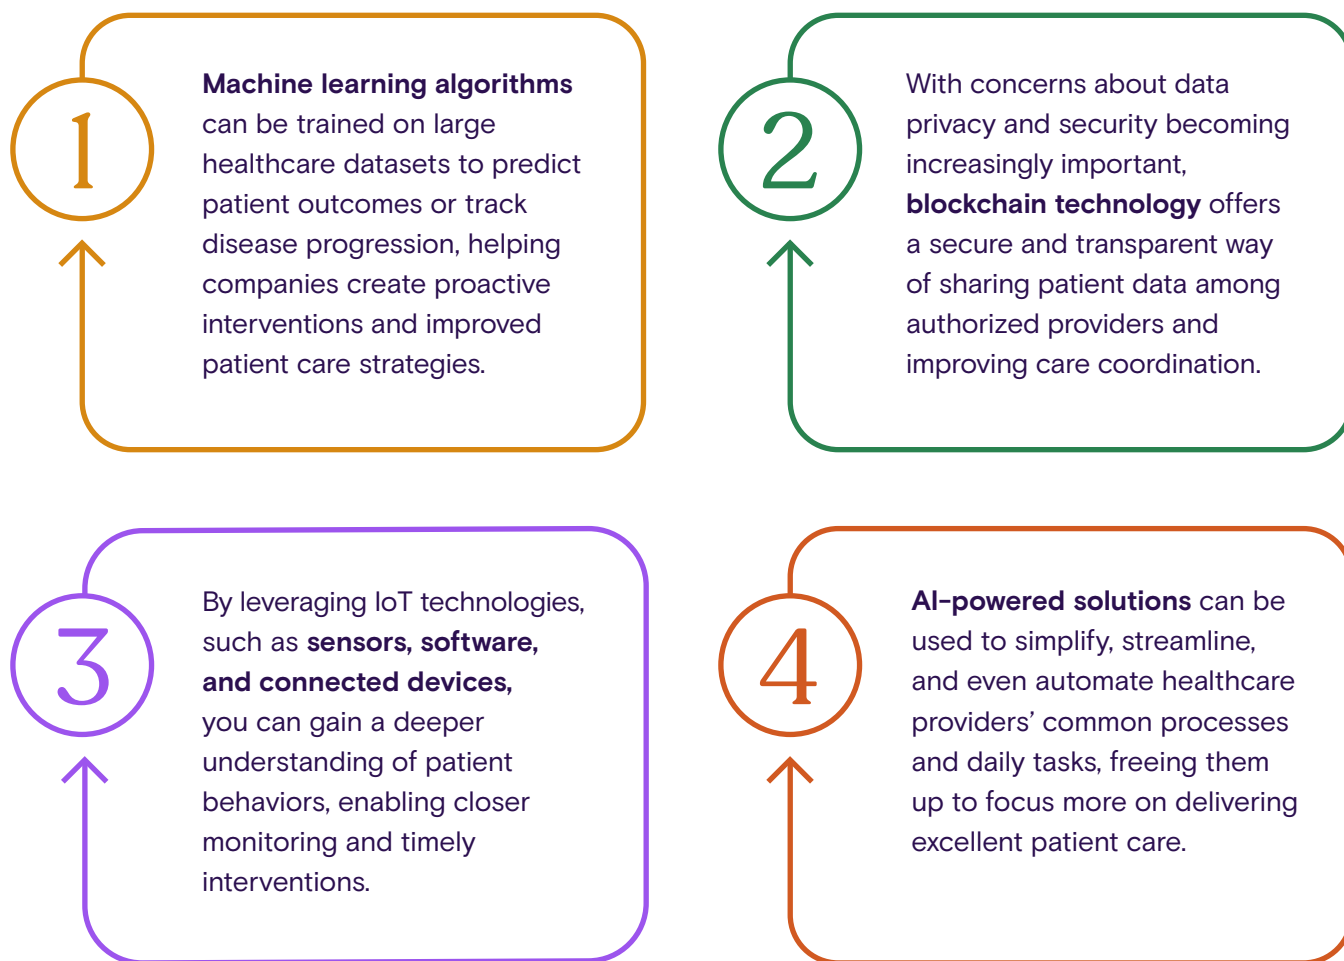 1
Machine learning algorithms
can be trained on large
healthcare datasets to predict
patient outcomes or track
disease progression, helping
companies create proactive
interventions and improved
patient care strategies.
2
With concerns about data
privacy and security becoming
increasingly important,
blockchain technology offers
a secure and transparent way
of sharing patient data among
authorized providers and
improving care coordination.
3
By leveraging IoT technologies,
such as sensors, software,
and connected devices,
you can gain a deeper
understanding of patient
behaviors, enabling closer
monitoring and timely
interventions.
4
AI-powered solutions can be
used to simplify, streamline,
and even automate healthcare
providers’ common processes
and daily tasks, freeing them
up to focus more on delivering
excellent patient care.